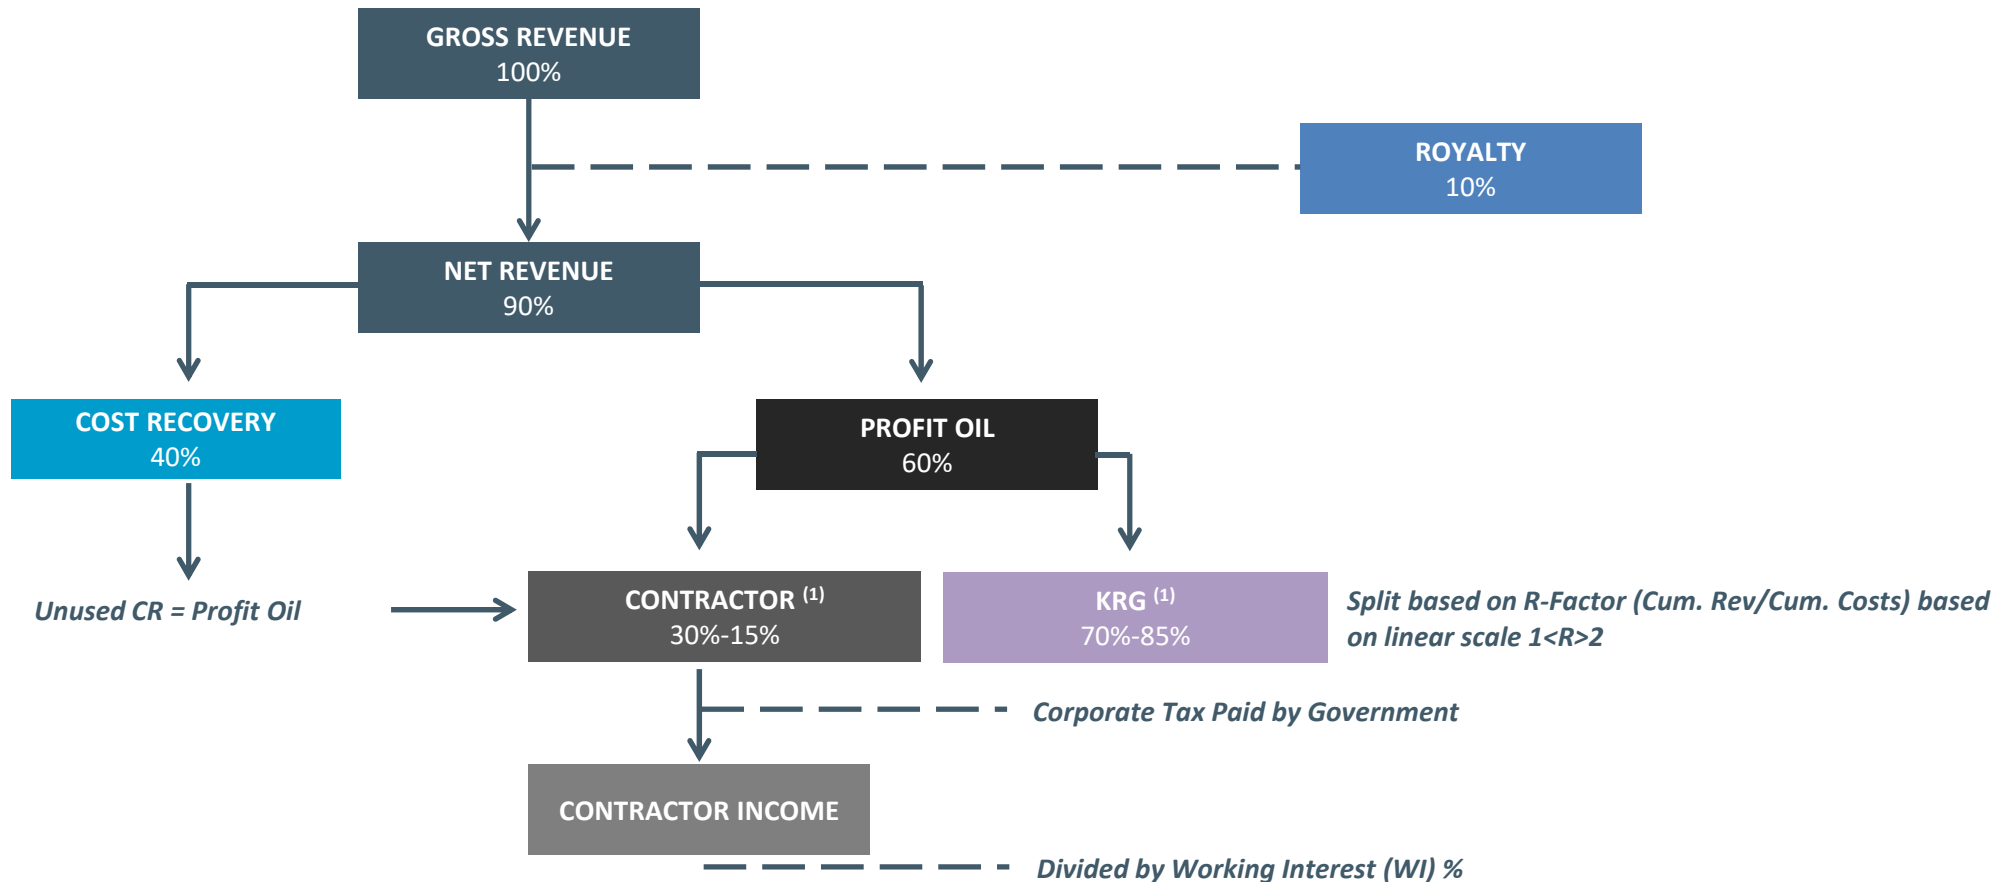 GROSS REVENUE
100%
ROYALTY
10%
NET REVENUE
90%
COST RECOVERY
40%
PROFIT OIL
60%
Unused CR = Profit Oil
CONTRACTOR (1)
30%-15%
KRG (1)
70%-85%
Split based on R-Factor (Cum. Rev/Cum. Costs) based
on linear scale 1<R>2
Corporate Tax Paid by Government
CONTRACTOR INCOME
Divided by Working Interest (WI) %